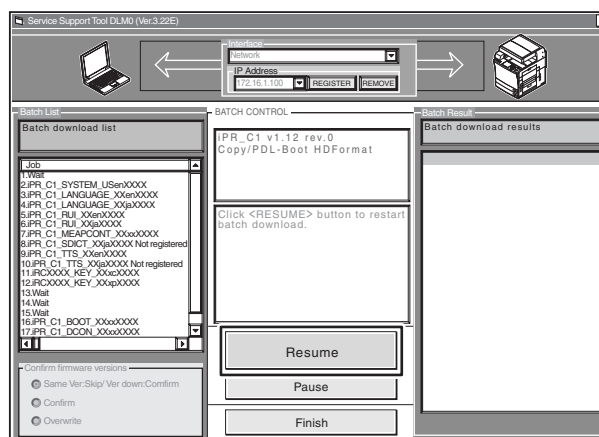 Service Support Tool DLM0 (Ver.3.22E)
Interface
Network
IP Address
172.16.1.100
REGISTER
REMOVE
Batch List
Batch download list
Job
1.Wait
2.iPR_C1_SYSTEM_USenXXXX
3.iPR_C1_LANGUAGE_XXenXXXX
4.iPR_C1_LANGUAGE_XXjaXXXX
5.iPR_C1_RUI_XXenXXXX
6.iPR_C1_RUI_XXjaXXXX
7.iPR_C1_MEAPCONT_XXxxXXXX
8.iPR_C1_SDICT_XXjaXXXX Not registered
9.iPR_C1_TTS_XXenXXXX
10.iPR_C1_TTS_XXjaXXXX Not registered
11.iRCXXXX_KEY_XXxcXXXX
12.iRCXXXX_KEY_XXxpXXXX
13.Wait
14.Wait
15.Wait
16.iPR_C1_BOOT_XXxxXXXX
17.iPR_C1_DCON_XXxxXXXX
Confirm firmware versions
Same Ver:Skip/ Ver down:Comfirm
Confirm
Overwrite
BATCH CONTROL
iPR_C1 v1.12 rev.0
Copy/PDL-Boot HDFormat
Click <RESUME> button to restart
batch download.
Resume
Pause
Finish
Batch Result
Batch download results